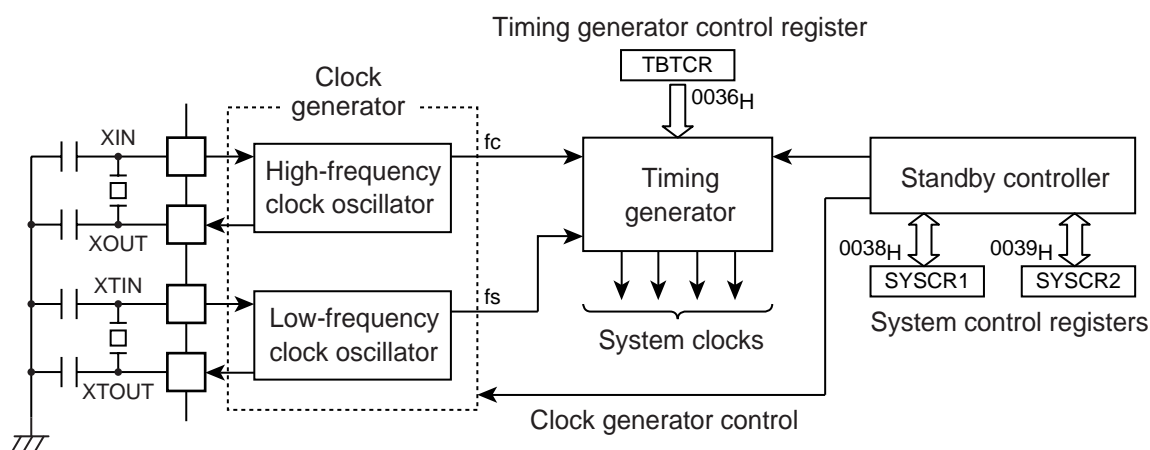 Timing generator control register
TBTCR
0036H
Clock
generator
XIN
XOUT
XTIN
XTOUT
High-frequency
clock oscillator
fc
Low-frequency
clock oscillator
fs
Timing
generator
System clocks
Standby controller
0038H
0039H
SYSCR1
SYSCR2
System control registers
Clock generator control